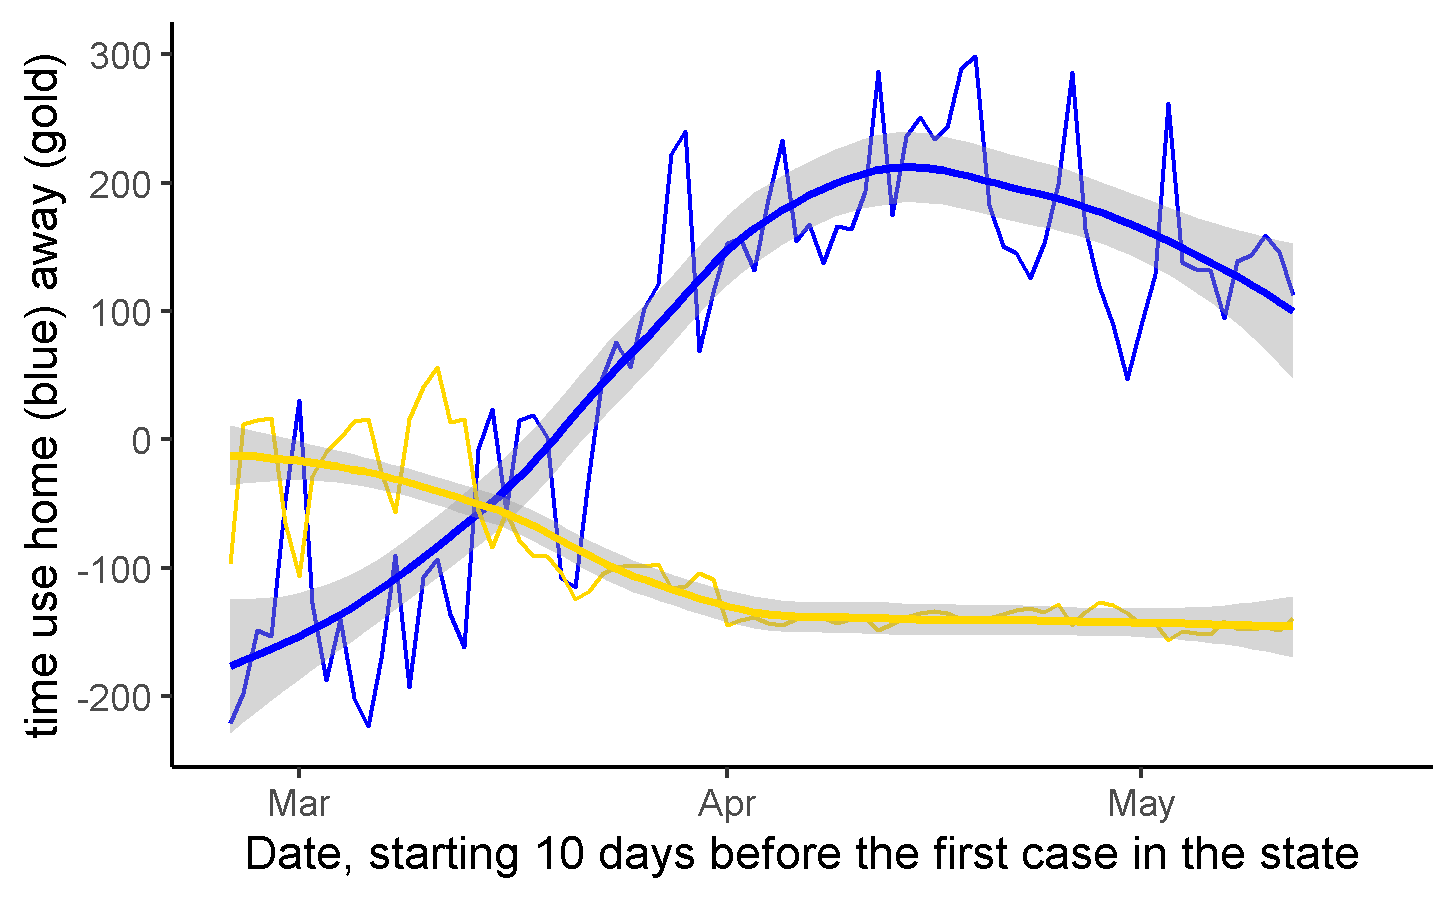 time use home (blue) away (gold)
300
200
100
0
-100
-200
Mar Apr May
Date, starting 10 days before the first case in the state